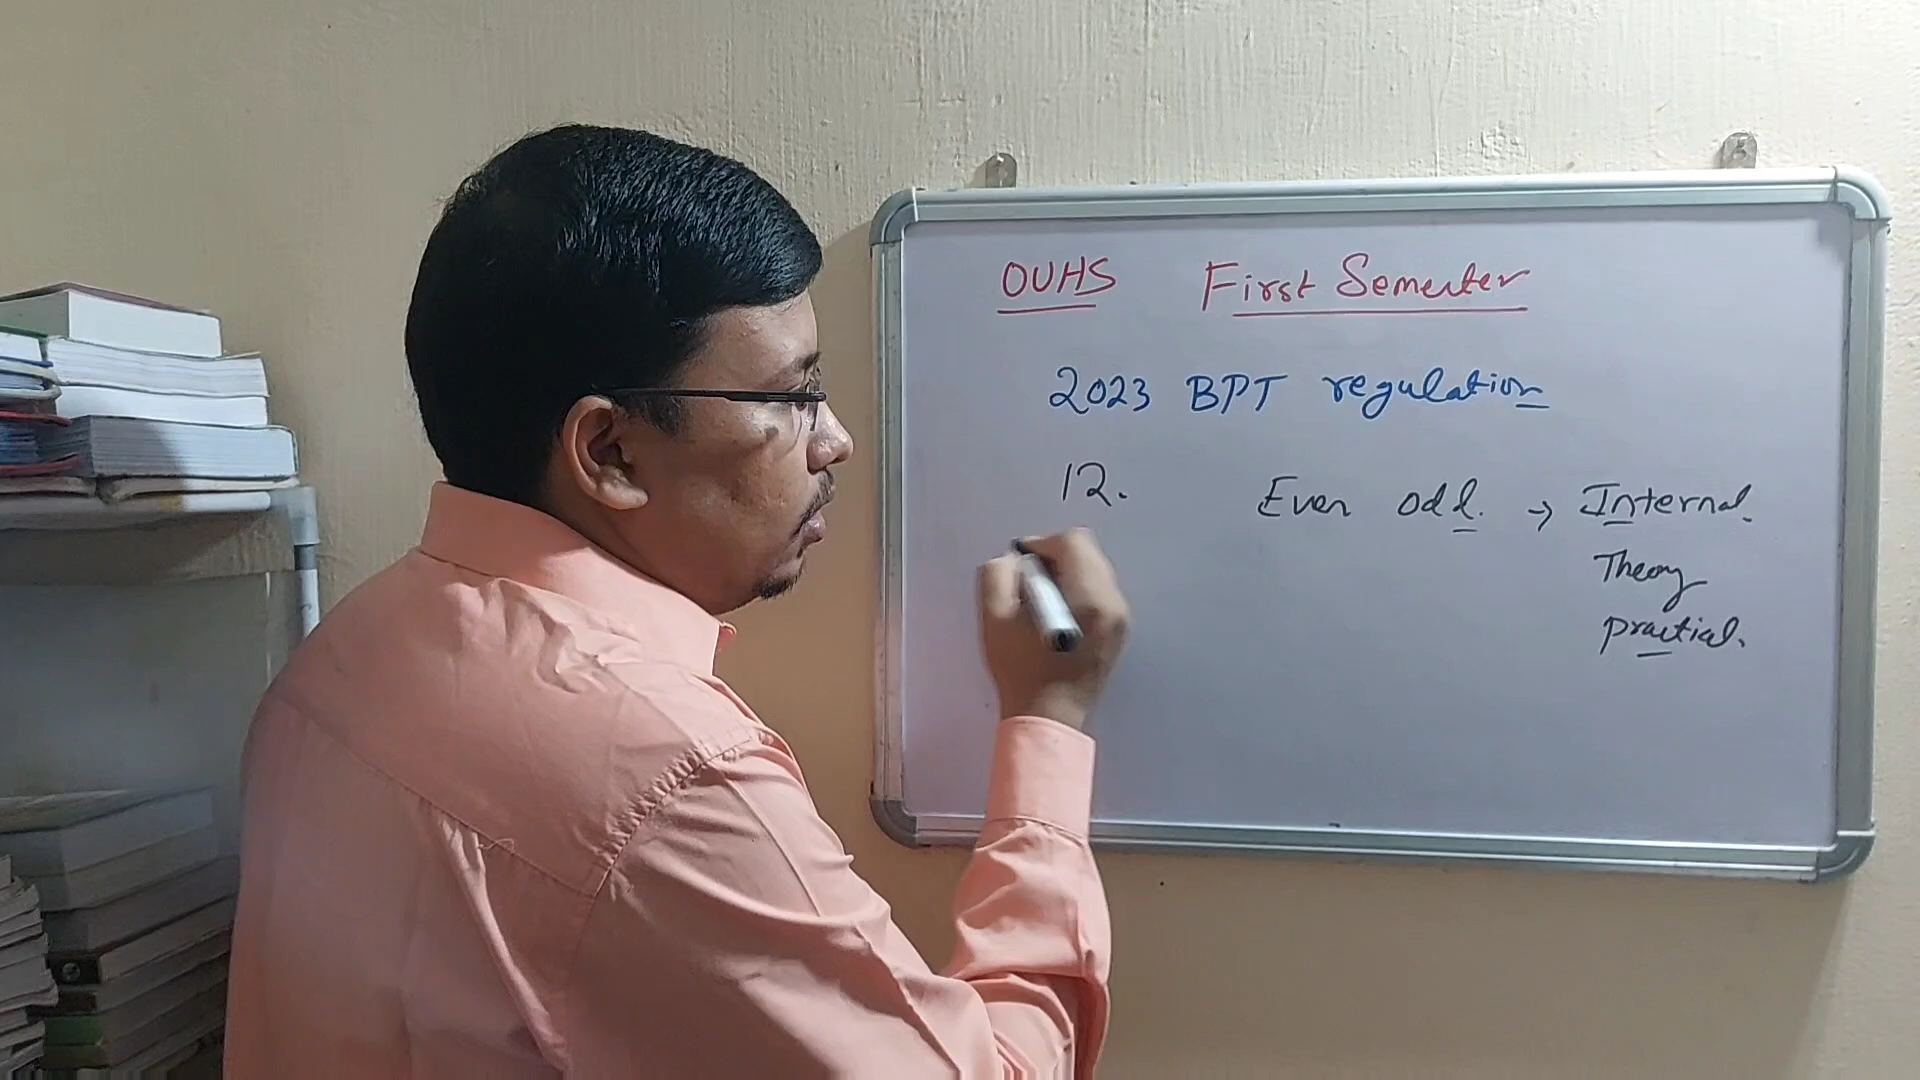 OUHS First Semester
2023 BPT regulation
12. Even odd. → Internal.
Theory
practical.